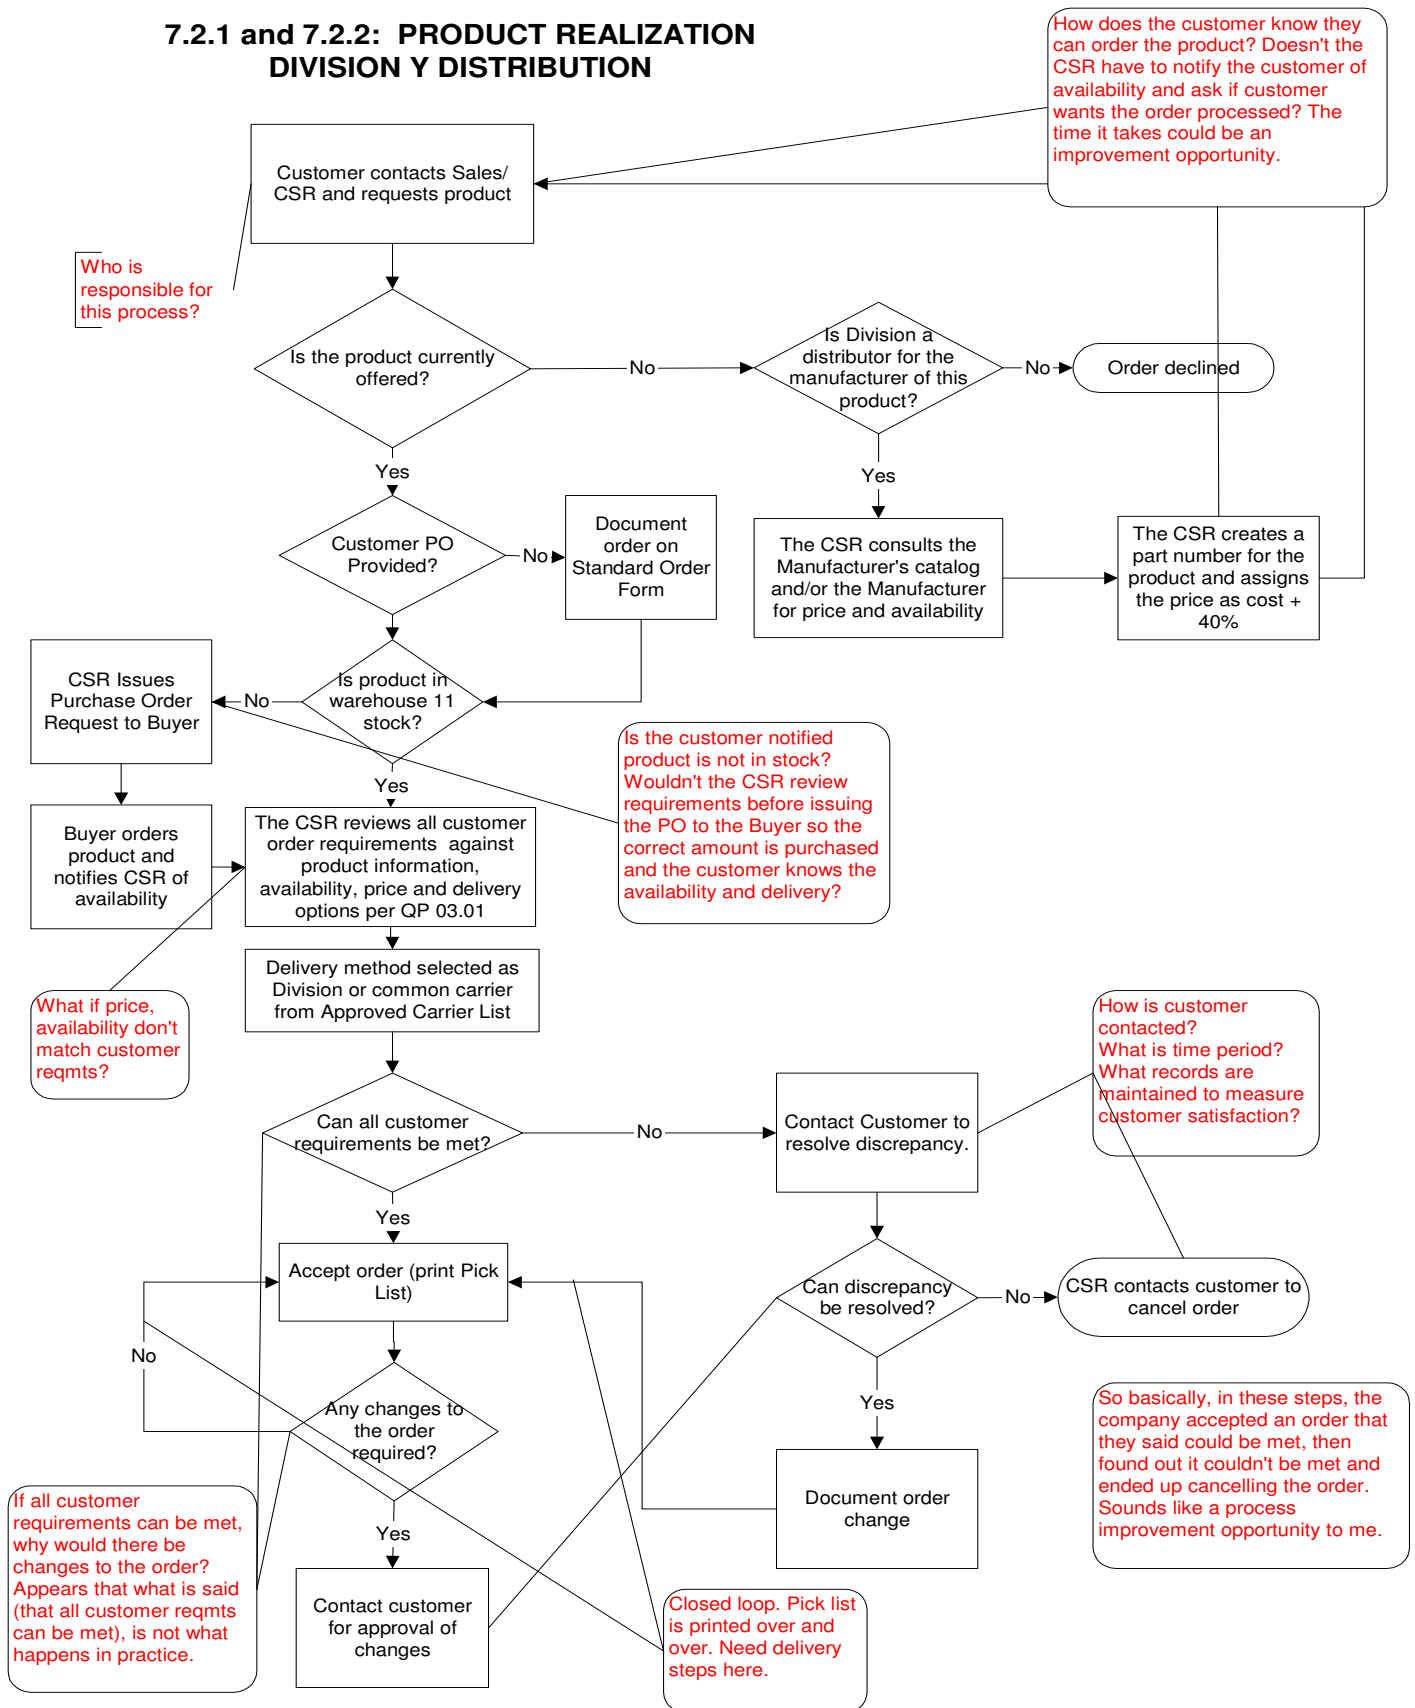 7.2.1 and 7.2.2: PRODUCT REALIZATION
DIVISION Y DISTRIBUTION
How does the customer know they
can order the product? Doesn't the
CSR have to notify the customer of
availability and ask if customer
wants the order processed? The
time it takes could be an
improvement opportunity.
Customer contacts Sales/
CSR and requests product
Who is
responsible for
this process?
Is the product currently
offered?
No
Is Division a
distributor for the
manufacturer of this
product?
No
Order declined
Yes
Yes
Customer PO
Provided?
No
Document
order on
Standard Order
Form
The CSR consults the
Manufacturer's catalog
and/or the Manufacturer
for price and availability
The CSR creates a
part number for the
product and assigns
the price as cost +
40%
CSR Issues
Purchase Order
Request to Buyer
No
Is product in
warehouse 11
stock?
Yes
Is the customer notified
product is not in stock?
Wouldn't the CSR review
requirements before issuing
the PO to the Buyer so the
correct amount is purchased
and the customer knows the
availability and delivery?
Buyer orders
product and
notifies CSR of
availability
The CSR reviews all customer
order requirements against
product information,
availability, price and delivery
options per QP 03.01
Delivery method selected as
Division or common carrier
from Approved Carrier List
What if price,
availability don't
match customer
reqmts?
How is customer
contacted?
What is time period?
What records are
maintained to measure
customer satisfaction?
Can all customer
requirements be met?
No
Contact Customer to
resolve discrepancy.
Yes
Accept order (print Pick
List)
Can discrepancy
be resolved?
No
CSR contacts customer to
cancel order
No
Any changes to
the order
required?
Yes
So basically, in these steps, the
company accepted an order that
they said could be met, then
found out it couldn't be met and
ended up cancelling the order.
Sounds like a process
improvement opportunity to me.
Document order
change
If all customer
requirements can be met,
why would there be
changes to the order?
Appears that what is said
(that all customer reqmts
can be met), is not what
happens in practice.
Yes
Contact customer
for approval of
changes
Closed loop. Pick list
is printed over and
over. Need delivery
steps here.